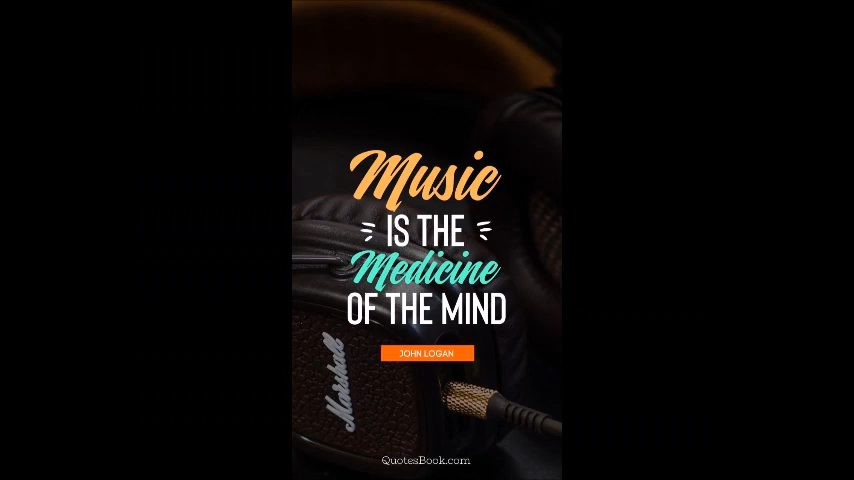 Music
IS THE
Medicine
OF THE MIND
JOHN LOGAN
Marshall
QuotesBook.com